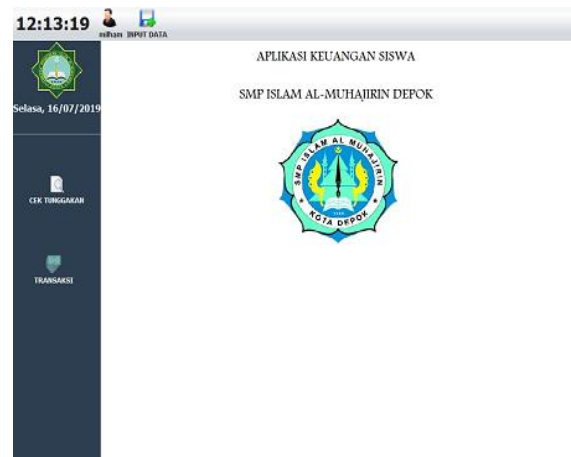 12:13:19
milham INPUT DATA
APLIKASI KEUANGAN SISWA
SMP ISLAM AL-MUHAJIRIN DEPOK
Selasa, 16/07/2019
SMP ISLAM AL MUHAJIRIN
KOTA DEPOK
CEK TUNGGAKAN
TRANSAKSI